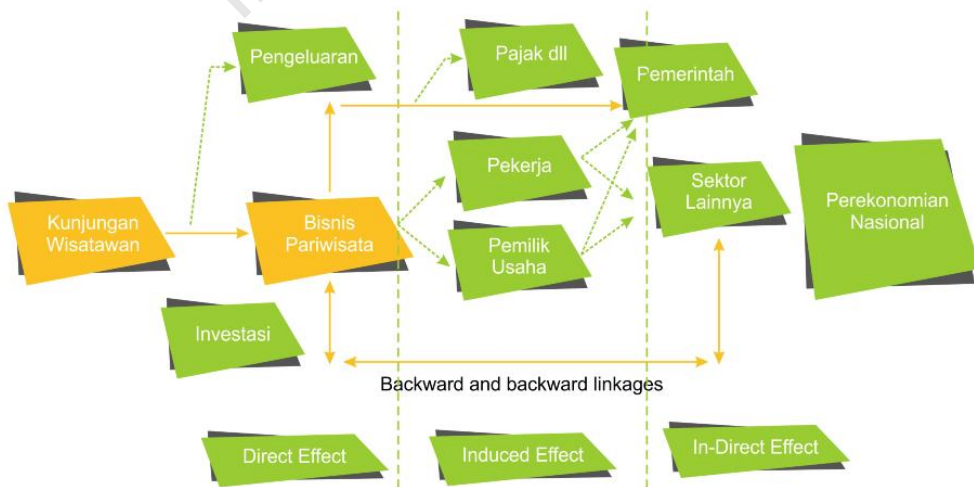 Pengeluaran
Pajak dll
Pemerintah
Pekerja
Sektor
Lainnya
Perekonomian
Nasional
Kunjungan
Wisatawan
Bisnis
Pariwisata
Pemilik
Usaha
Investasi
Backward and backward linkages
Direct Effect
Induced Effect
In-Direct Effect